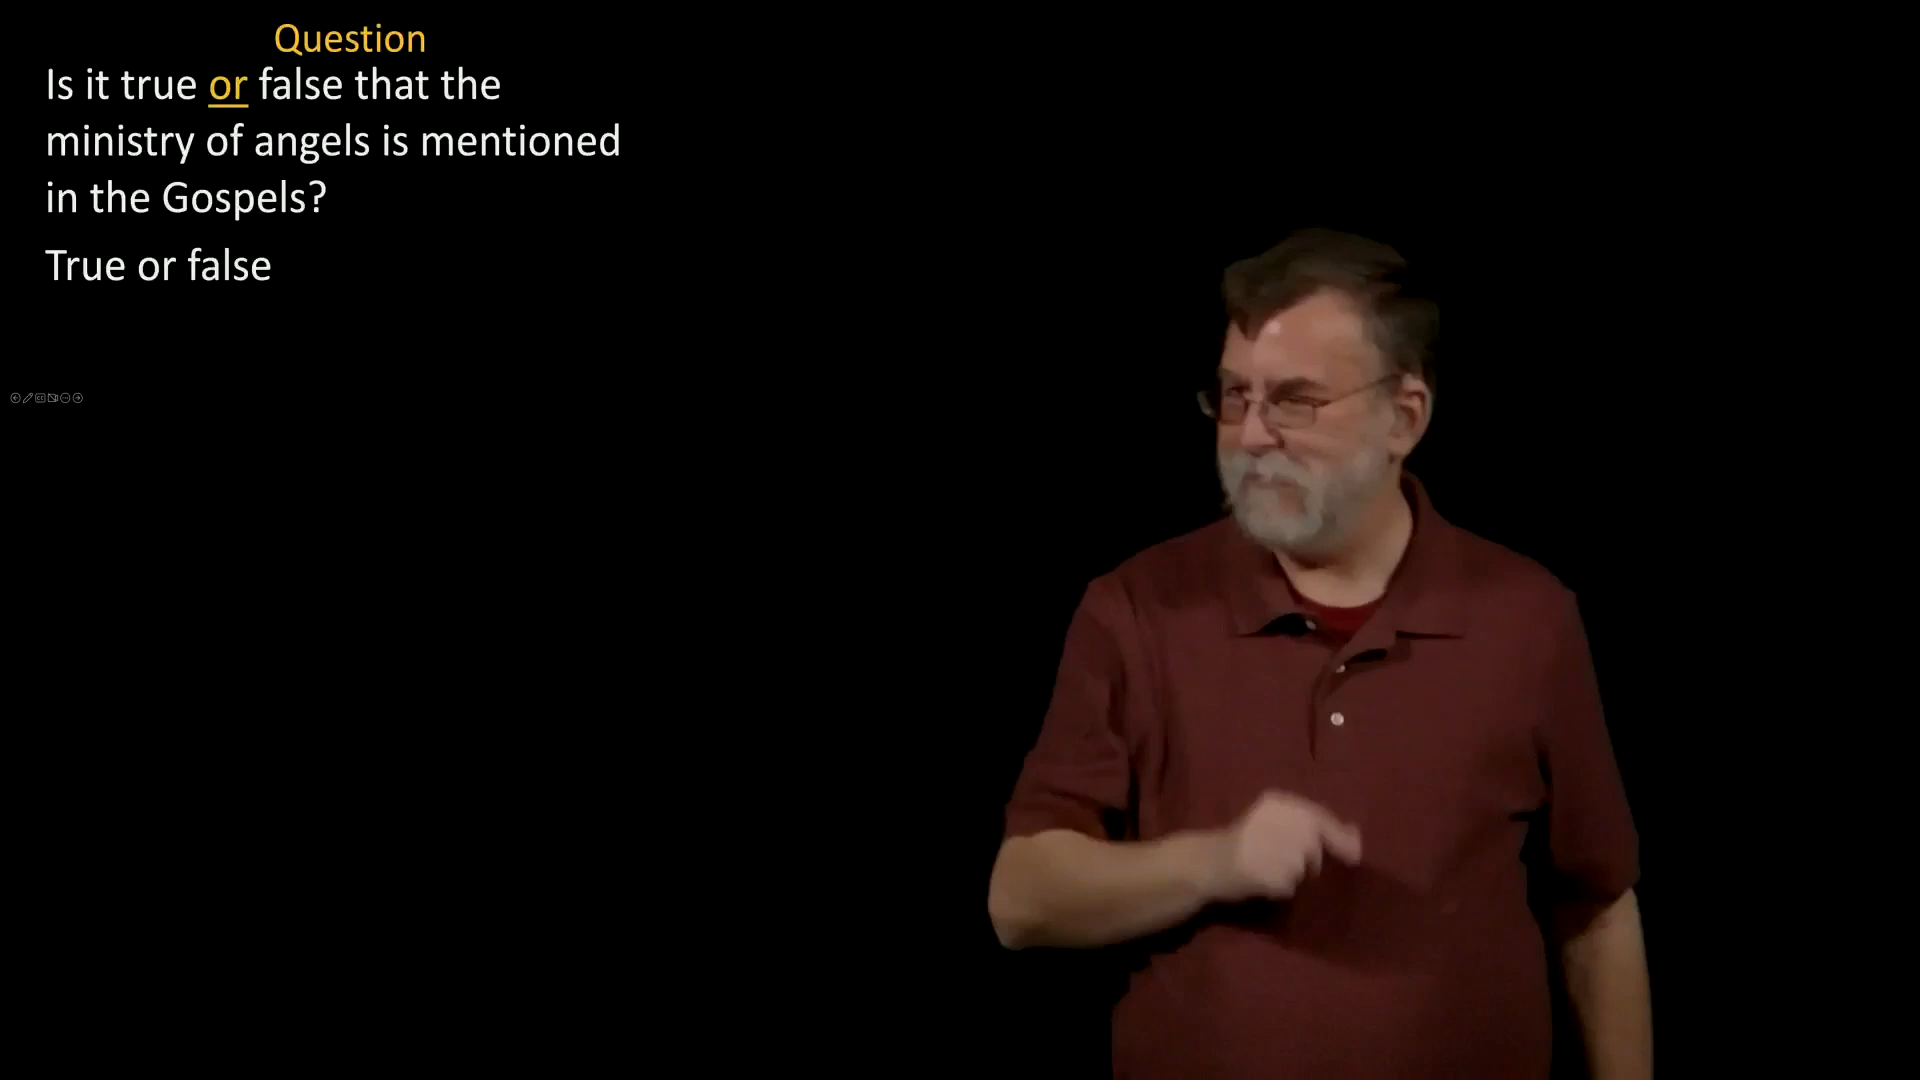 Question
Is it true or false that the
ministry of angels is mentioned
in the Gospels?
True or false